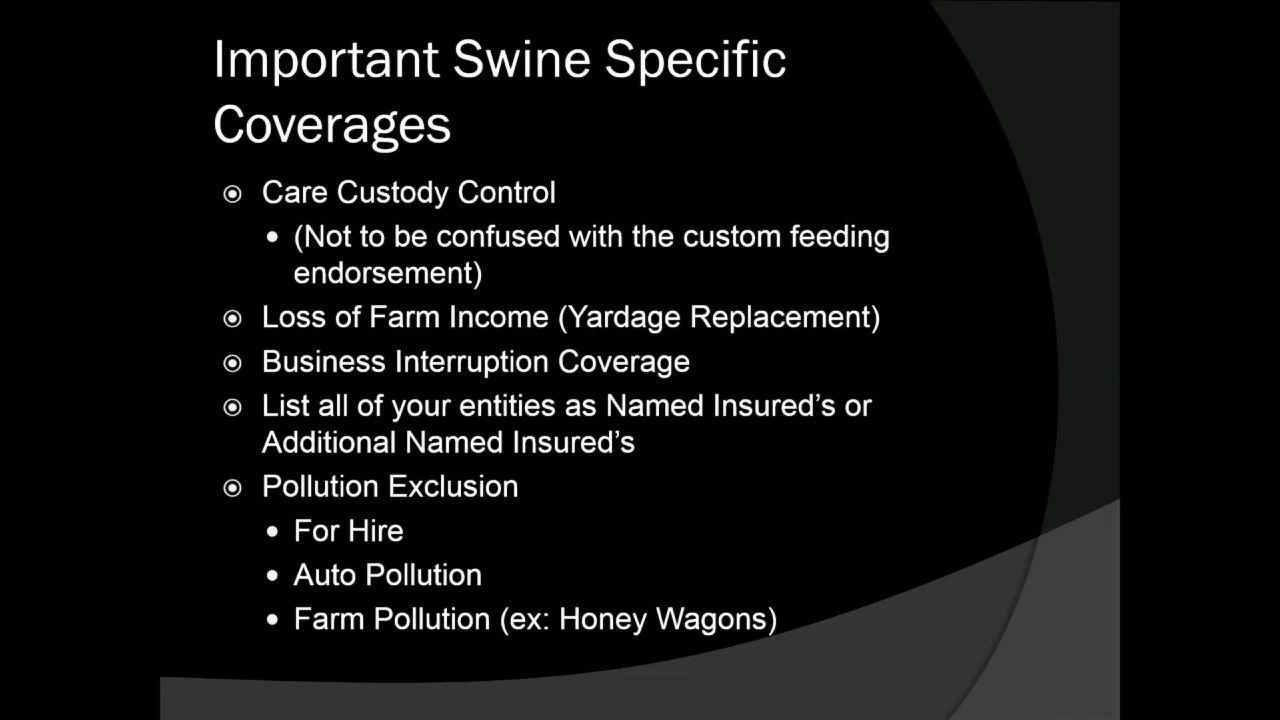 Important Swine Specific
Coverages
Care Custody Control
(Not to be confused with the custom feeding
endorsement)
Loss of Farm Income (Yardage Replacement)
Business Interruption Coverage
List all of your entities as Named Insured’s or
Additional Named Insured’s
Pollution Exclusion
For Hire
Auto Pollution
Farm Pollution (ex: Honey Wagons)